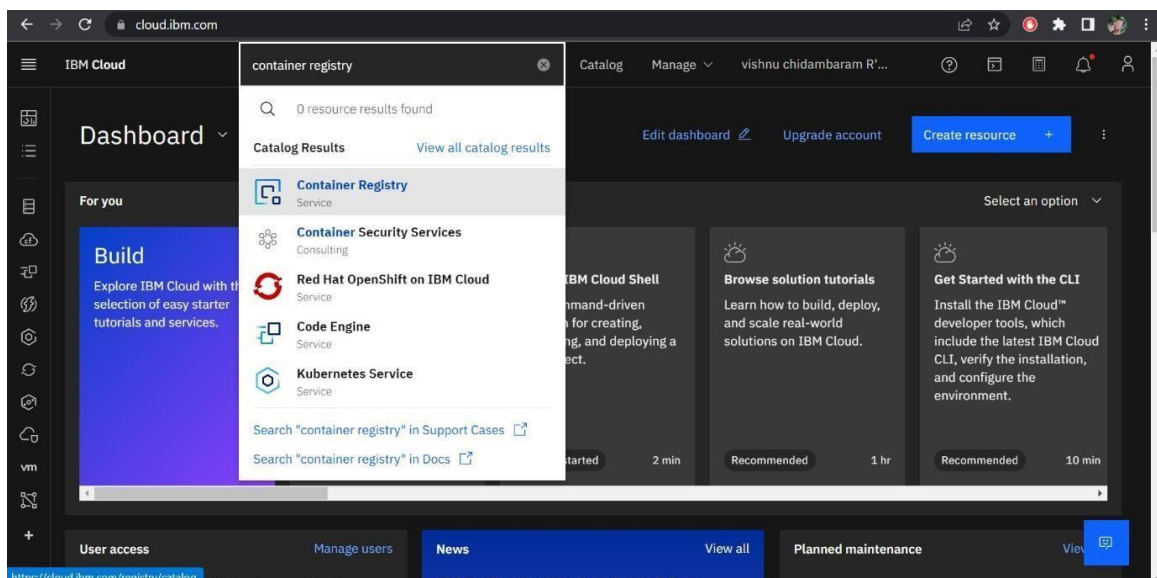 cloud.ibm.com
IBM Cloud
container registry
Catalog
Manage
vishnu chidambaram R'...
0 resource results found
Catalog Results
View all catalog results
Container Registry
Service
Container Security Services
Consulting
Red Hat OpenShift on IBM Cloud
Service
Code Engine
Service
Kubernetes Service
Service
Search "container registry" in Support Cases
Search "container registry" in Docs
Dashboard
Edit dashboard
Upgrade account
Create resource +
For you
Select an option
Build
Explore IBM Cloud with th
selection of easy starter
tutorials and services.
IBM Cloud Shell
mmand-driven
for creating,
ng, and deploying a
ect.
started
2 min
Browse solution tutorials
Learn how to build, deploy,
and scale real-world
solutions on IBM Cloud.
Recommended
1 hr
Get Started with the CLI
Install the IBM Cloud™
developer tools, which
include the latest IBM Cloud
CLI, verify the installation,
and configure the
environment.
Recommended
10 min
vm
User access
Manage users
News
View all
Planned maintenance
View
https://cloud.ibm.com/registry/catalog